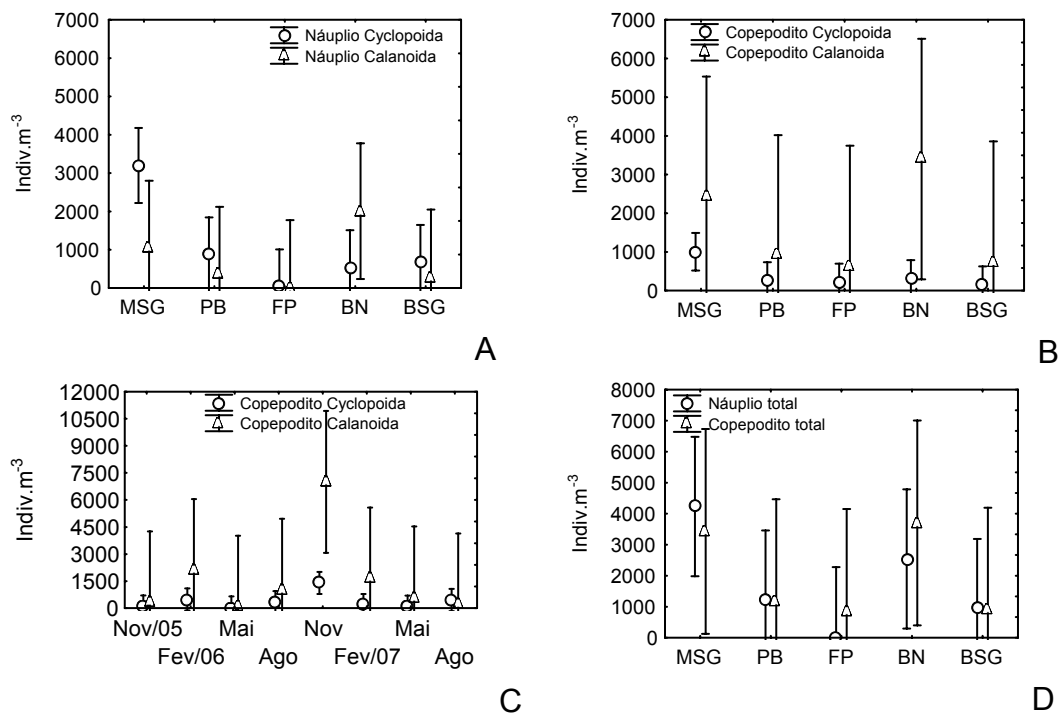 7000
6000
5000
4000
3000
2000
1000
0
Indiv.m⁻³
Náuplio Cyclopoida
Náuplio Calanoida
MSG PB FP BN BSG
A
7000
6000
5000
4000
3000
2000
1000
0
Indiv.m⁻³
Copepodito Cyclopoida
Copepodito Calanoida
MSG PB FP BN BSG
B
12000
10500
9000
7500
6000
4500
3000
1500
0
Indiv.m⁻³
Copepodito Cyclopoida
Copepodito Calanoida
Nov/05 Mai Nov Mai
Fev/06 Ago Fev/07 Ago
C
8000
7000
6000
5000
4000
3000
2000
1000
0
Indiv.m⁻³
Náuplio total
Copepodito total
MSG PB FP BN BSG
D